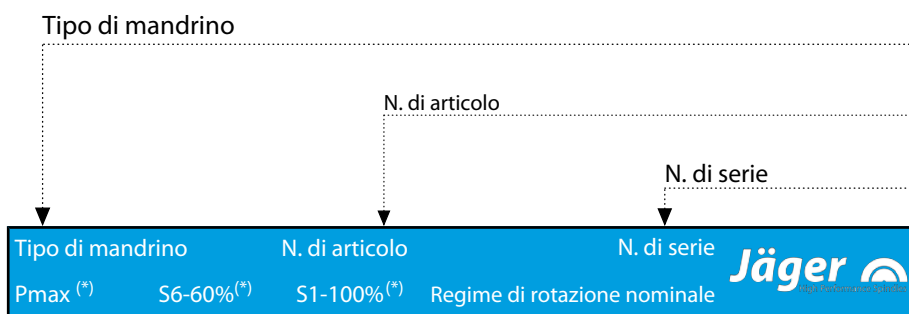 Tipo di mandrino
N. di articolo
N. di serie
Tipo di mandrino N. di articolo N. di serie
Jäger
Pmax (*) S6-60%(*) S1-100%(*) Regime di rotazione nominale